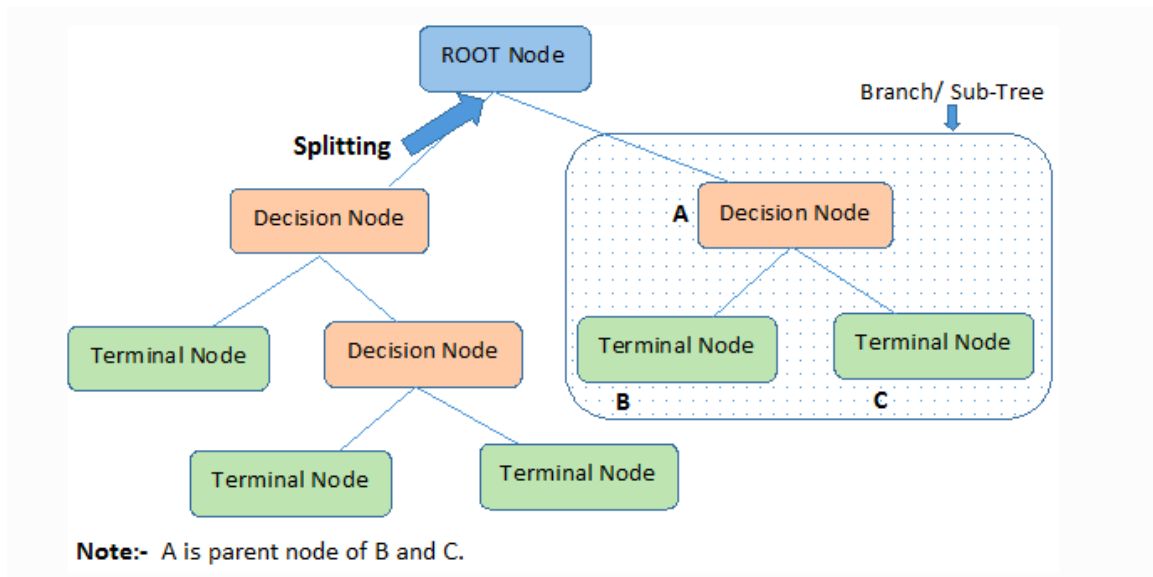 ROOT Node
Branch/ Sub-Tree
Splitting
Decision Node
A
Decision Node
Terminal Node
Decision Node
Terminal Node
Terminal Node
B
C
Terminal Node
Terminal Node
Note:- A is parent node of B and C.